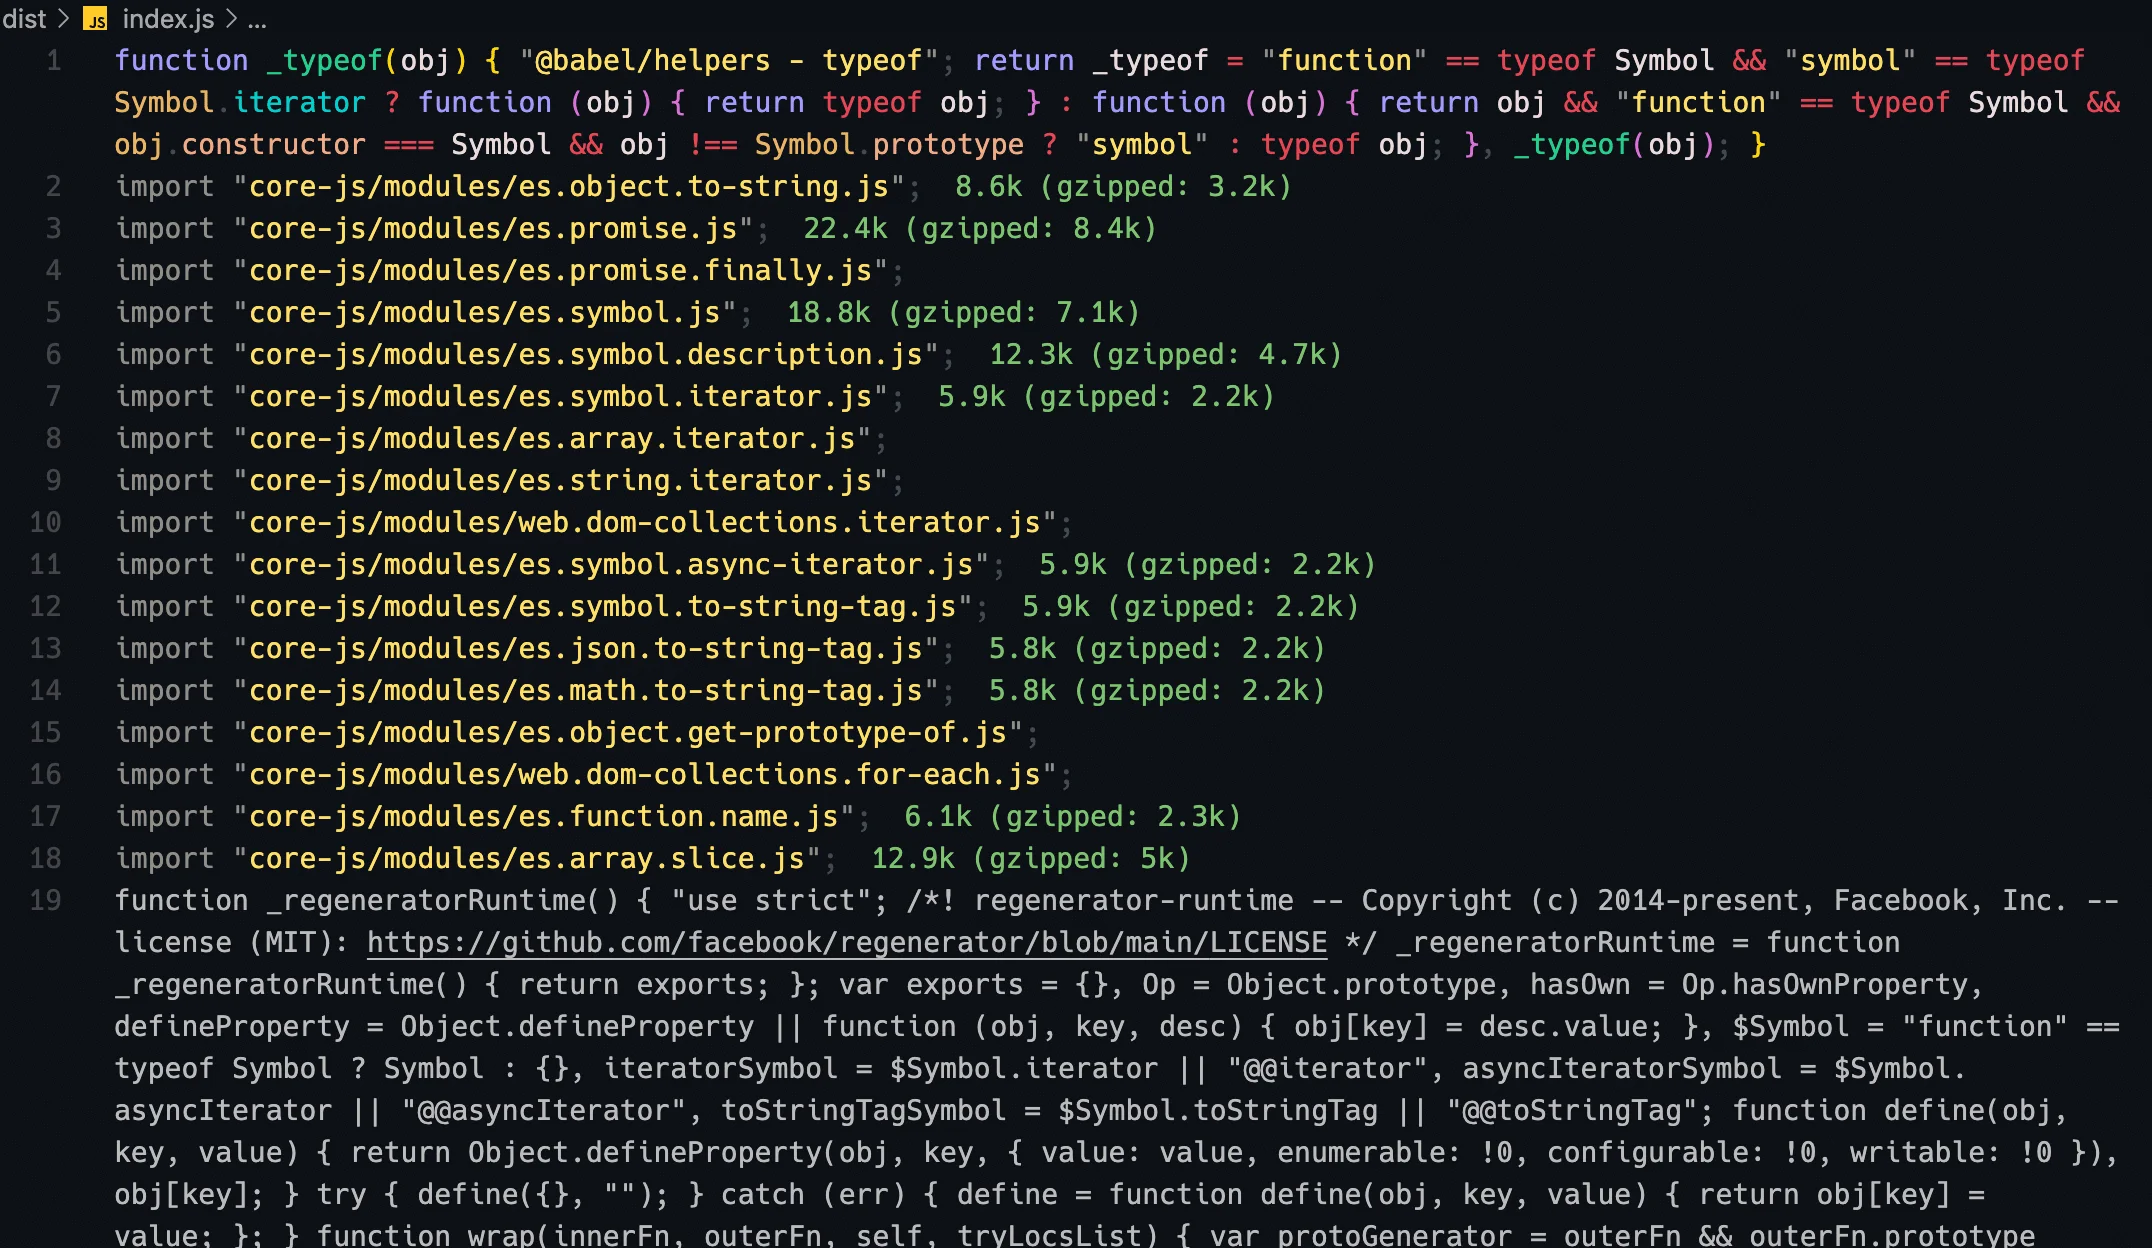 dist > JS index.js > ...
1 function _typeof(obj) { "@babel/helpers - typeof"; return _typeof = "function" == typeof Symbol && "symbol" == typeof
Symbol.iterator ? function (obj) { return typeof obj; } : function (obj) { return obj && "function" == typeof Symbol &&
obj.constructor === Symbol && obj !== Symbol.prototype ? "symbol" : typeof obj; }, _typeof(obj); }
2 import "core-js/modules/es.object.to-string.js"; 8.6k (gzipped: 3.2k)
3 import "core-js/modules/es.promise.js"; 22.4k (gzipped: 8.4k)
4 import "core-js/modules/es.promise.finally.js";
5 import "core-js/modules/es.symbol.js"; 18.8k (gzipped: 7.1k)
6 import "core-js/modules/es.symbol.description.js"; 12.3k (gzipped: 4.7k)
7 import "core-js/modules/es.symbol.iterator.js"; 5.9k (gzipped: 2.2k)
8 import "core-js/modules/es.array.iterator.js";
9 import "core-js/modules/es.string.iterator.js";
10 import "core-js/modules/web.dom-collections.iterator.js";
11 import "core-js/modules/es.symbol.async-iterator.js"; 5.9k (gzipped: 2.2k)
12 import "core-js/modules/es.symbol.to-string-tag.js"; 5.9k (gzipped: 2.2k)
13 import "core-js/modules/es.json.to-string-tag.js"; 5.8k (gzipped: 2.2k)
14 import "core-js/modules/es.math.to-string-tag.js"; 5.8k (gzipped: 2.2k)
15 import "core-js/modules/es.object.get-prototype-of.js";
16 import "core-js/modules/web.dom-collections.for-each.js";
17 import "core-js/modules/es.function.name.js"; 6.1k (gzipped: 2.3k)
18 import "core-js/modules/es.array.slice.js"; 12.9k (gzipped: 5k)
19 function _regeneratorRuntime() { "use strict"; /*! regenerator-runtime -- Copyright (c) 2014-present, Facebook, Inc. --
license (MIT): https://github.com/facebook/regenerator/blob/main/LICENSE */ _regeneratorRuntime = function
_regeneratorRuntime() { return exports; }; var exports = {}, Op = Object.prototype, hasOwn = Op.hasOwnProperty,
defineProperty = Object.defineProperty || function (obj, key, desc) { obj[key] = desc.value; }, $Symbol = "function" ==
typeof Symbol ? Symbol : {}, iteratorSymbol = $Symbol.iterator || "@@iterator", asyncIteratorSymbol = $Symbol.
asyncIterator || "@@asyncIterator", toStringTagSymbol = $Symbol.toStringTag || "@@toStringTag"; function define(obj,
key, value) { return Object.defineProperty(obj, key, { value: value, enumerable: !0, configurable: !0, writable: !0 }),
obj[key]; } try { define({}, ""); } catch (err) { define = function define(obj, key, value) { return obj[key] =
value; }; } function wrap(innerFn, outerFn, self, tryLocsList) { var protoGenerator = outerFn && outerFn.prototype